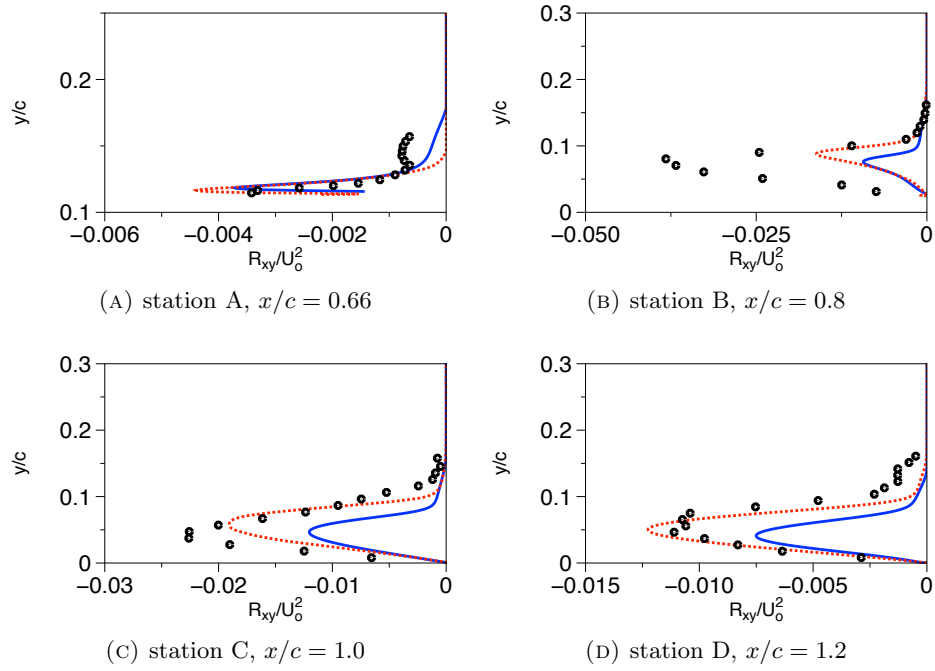 0.2
0.1
y/c
−0.006
−0.004
−0.002
0
R_xy/U_o^2
(A) station A, x/c = 0.66
0.3
0.2
0.1
0
y/c
−0.050
−0.025
0
R_xy/U_o^2
(B) station B, x/c = 0.8
0.3
0.2
0.1
0
y/c
−0.03
−0.02
−0.01
0
R_xy/U_o^2
(C) station C, x/c = 1.0
0.3
0.2
0.1
0
y/c
−0.015
−0.010
−0.005
0
R_xy/U_o^2
(D) station D, x/c = 1.2